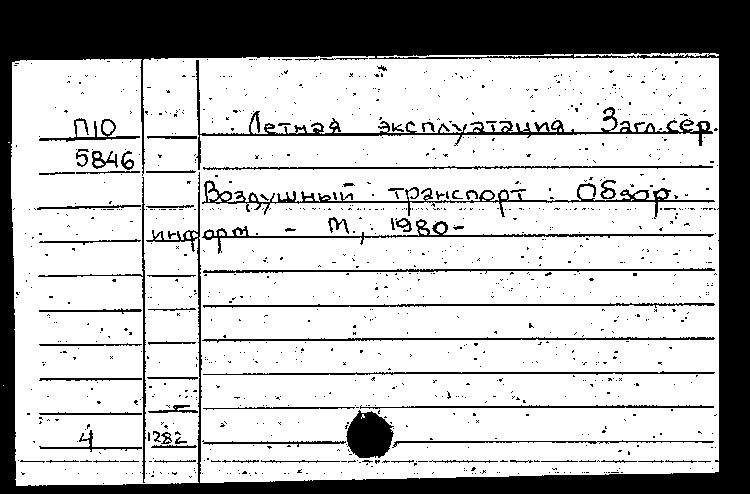 П10 Летная эксплуатация. Загл. сер.
5846
Воздушный транспорт : Обзор.
информ. - М., 1980-
4 1282